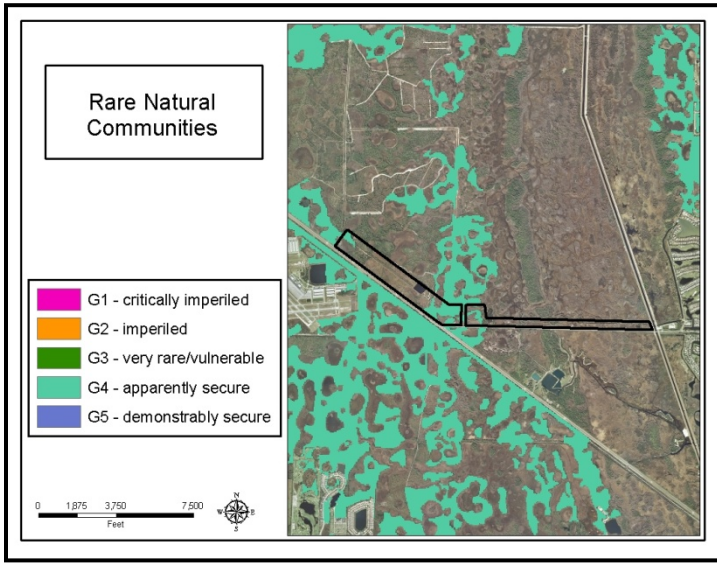 Rare Natural
Communities
G1 - critically imperiled
G2 - imperiled
G3 - very rare/vulnerable
G4 - apparently secure
G5 - demonstrably secure
0 1,875 3,750 7,500
Feet
N
W E
S